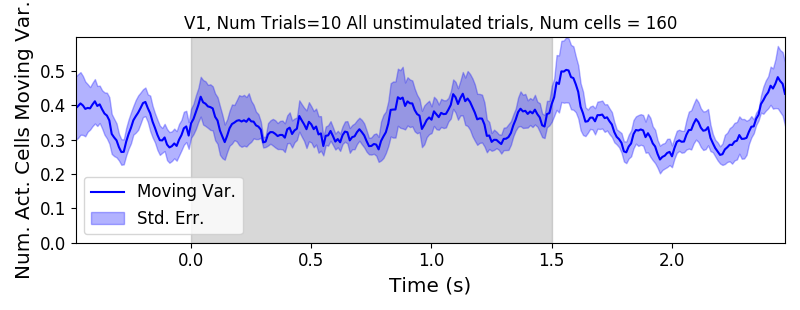 V1, Num Trials=10 All unstimulated trials, Num cells = 160
Num. Act. Cells Moving Var.
0.5
0.4
0.3
0.2
0.1
0.0
Moving Var.
Std. Err.
0.0 0.5 1.0 1.5 2.0
Time (s)